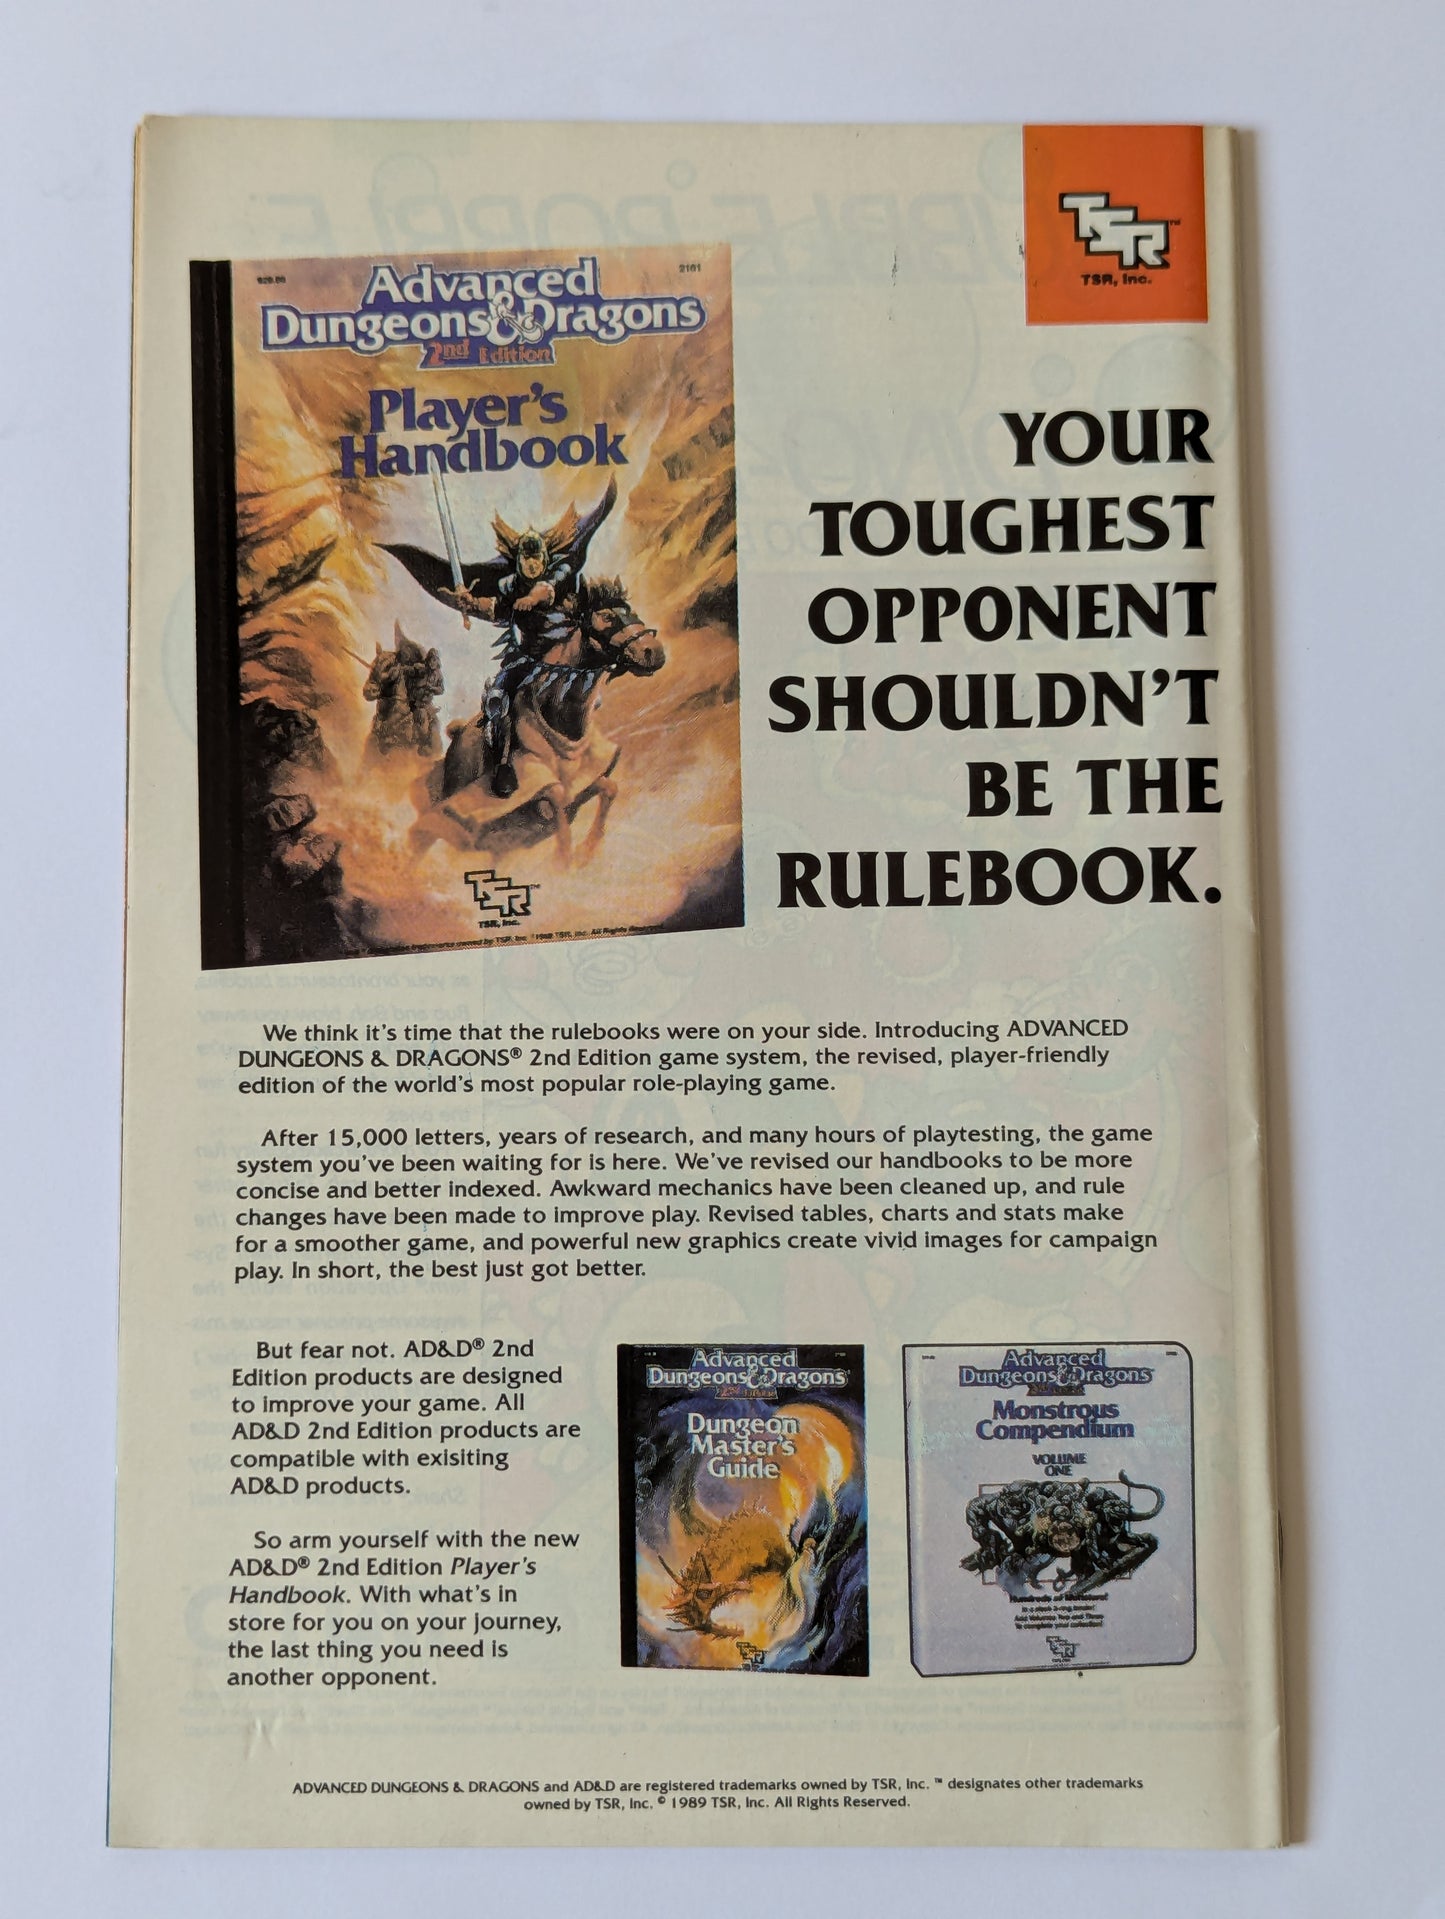 TSR™
TSR, Inc.
2101
Advanced
Dungeons & Dragons
2nd Edition
Player's
Handbook
TSR™
TSR, Inc.
YOUR
TOUGHEST
OPPONENT
SHOULDN'T
BE THE
RULEBOOK.
We think it's time that the rulebooks were on your side. Introducing ADVANCED
DUNGEONS & DRAGONS® 2nd Edition game system, the revised, player-friendly
edition of the world's most popular role-playing game.
After 15,000 letters, years of research, and many hours of playtesting, the game
system you've been waiting for is here. We've revised our handbooks to be more
concise and better indexed. Awkward mechanics have been cleaned up, and rule
changes have been made to improve play. Revised tables, charts and stats make
for a smoother game, and powerful new graphics create vivid images for campaign
play. In short, the best just got better.
But fear not. AD&D® 2nd
Edition products are designed
to improve your game. All
AD&D 2nd Edition products are
compatible with exisiting
AD&D products.
So arm yourself with the new
AD&D® 2nd Edition Player's
Handbook. With what's in
store for you on your journey,
the last thing you need is
another opponent.
Advanced
Dungeons & Dragons
2nd Edition
Dungeon
Master's
Guide
TSR
Advanced
Dungeons & Dragons
Monstrous
Compendium
VOLUME
ONE
TSR
ADVANCED DUNGEONS & DRAGONS and AD&D are registered trademarks owned by TSR, Inc. ™ designates other trademarks
owned by TSR, Inc. © 1989 TSR, Inc. All Rights Reserved.